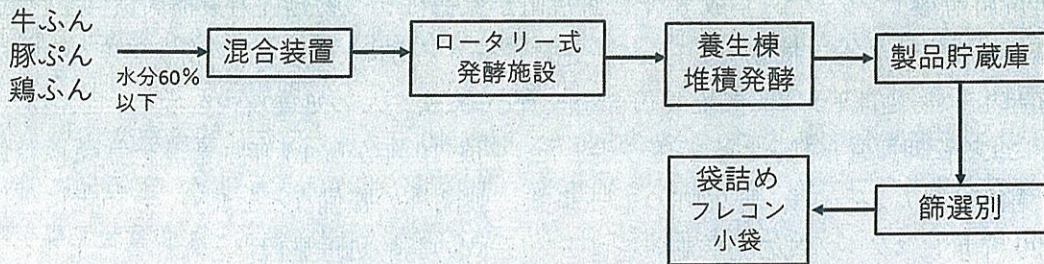 牛ふん
豚ぷん
鶏ふん
水分60%
以下
混合装置
ロータリー式
発酵施設
養生棟
堆積発酵
製品貯蔵庫
篩選別
袋詰め
フレコン
小袋